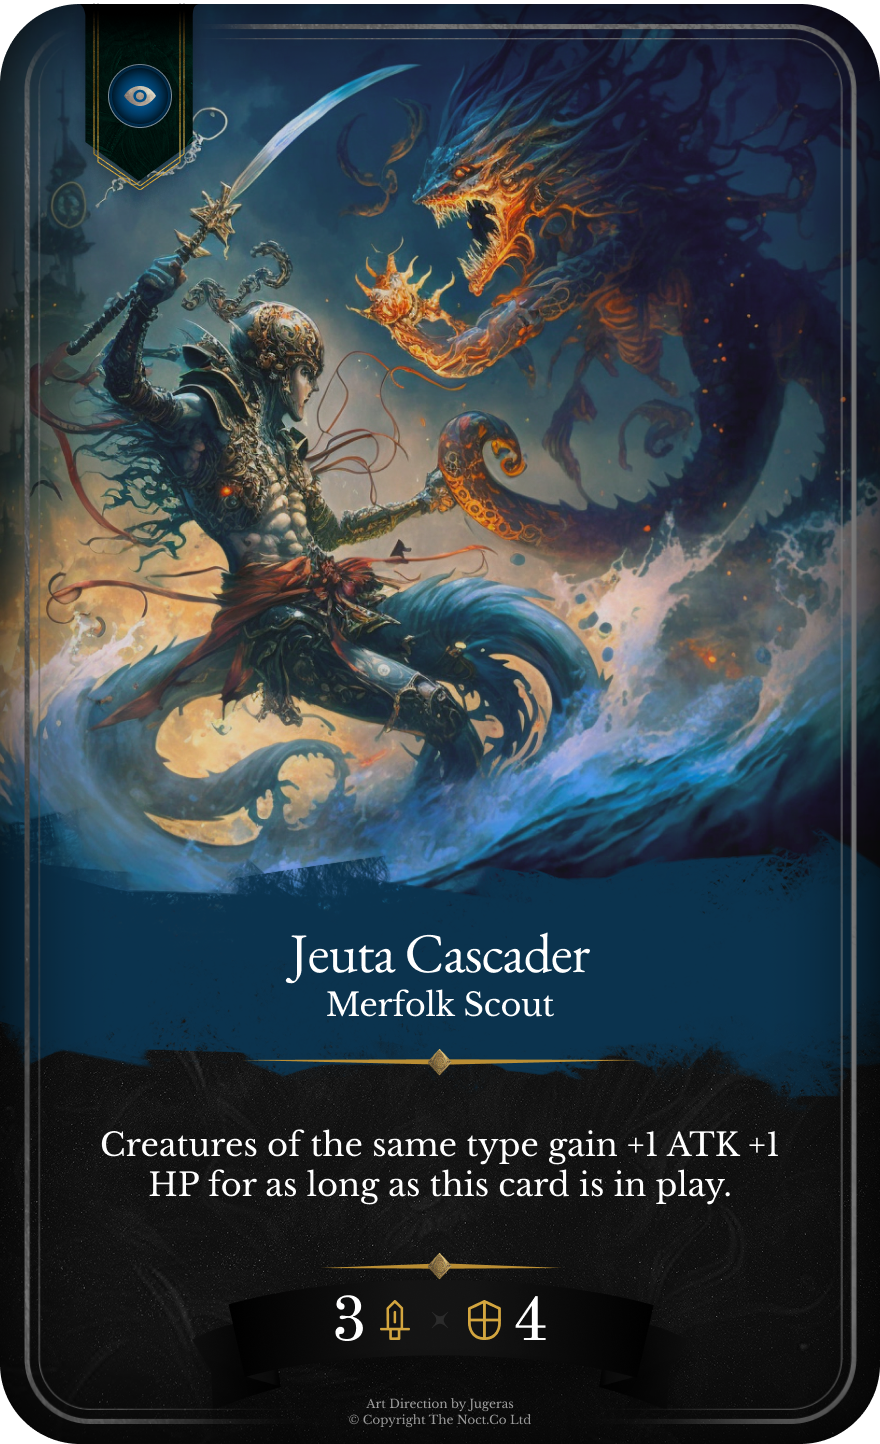 Jeuta Cascader
Merfolk Scout
Creatures of the same type gain +1 ATK +1
HP for as long as this card is in play.
3 4
Art Direction by Jugeras
© Copyright The Noct.Co Ltd